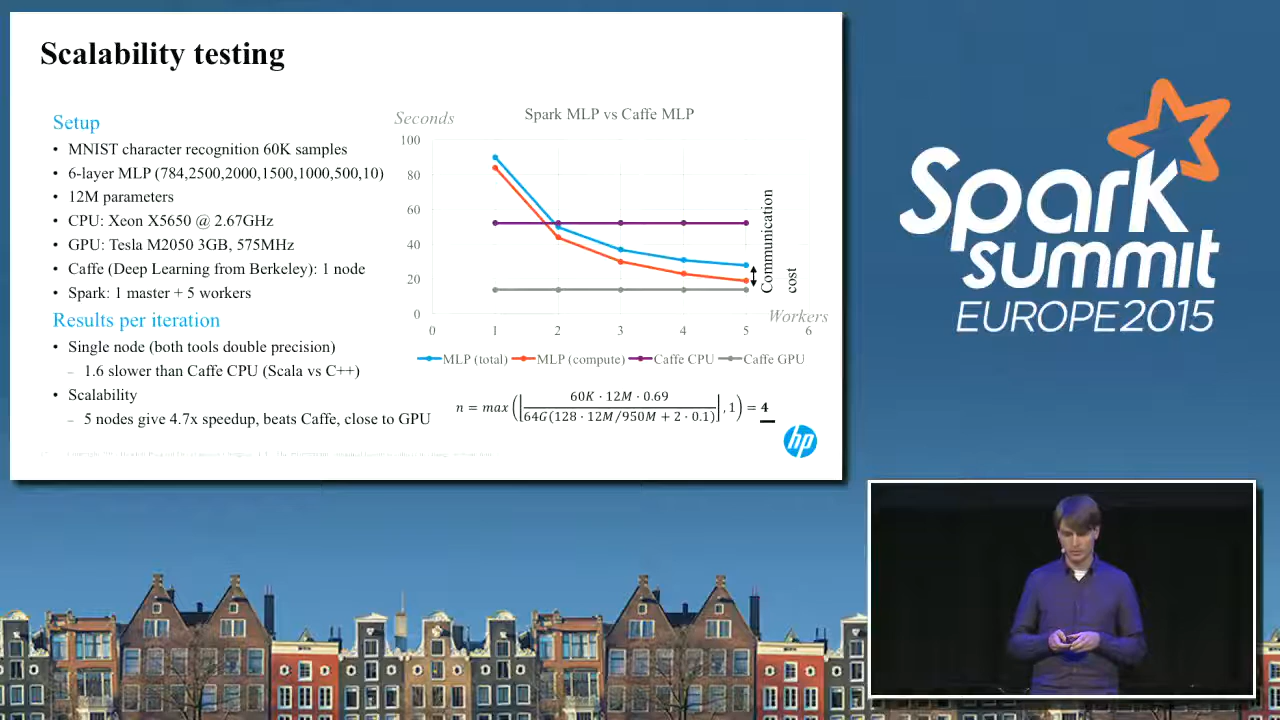 Scalability testing
Setup
• MNIST character recognition 60K samples
• 6-layer MLP (784,2500,2000,1500,1000,500,10)
• 12M parameters
• CPU: Xeon X5650 @ 2.67GHz
• GPU: Tesla M2050 3GB, 575MHz
• Caffe (Deep Learning from Berkeley): 1 node
• Spark: 1 master + 5 workers
Results per iteration
• Single node (both tools double precision)
– 1.6 slower than Caffe CPU (Scala vs C++)
• Scalability
– 5 nodes give 4.7x speedup, beats Caffe, close to GPU
Seconds
Spark MLP vs Caffe MLP
100
80
60
40
20
0
0 1 2 3 4 5 6
Workers
Communication
cost
MLP (total) MLP (compute) Caffe CPU Caffe GPU
n = max(⌊60K · 12M · 0.69 / 64G(128 · 12M/950M + 2 · 0.1)⌋, 1) = 4
hp
Spark
summit
EUROPE 2015